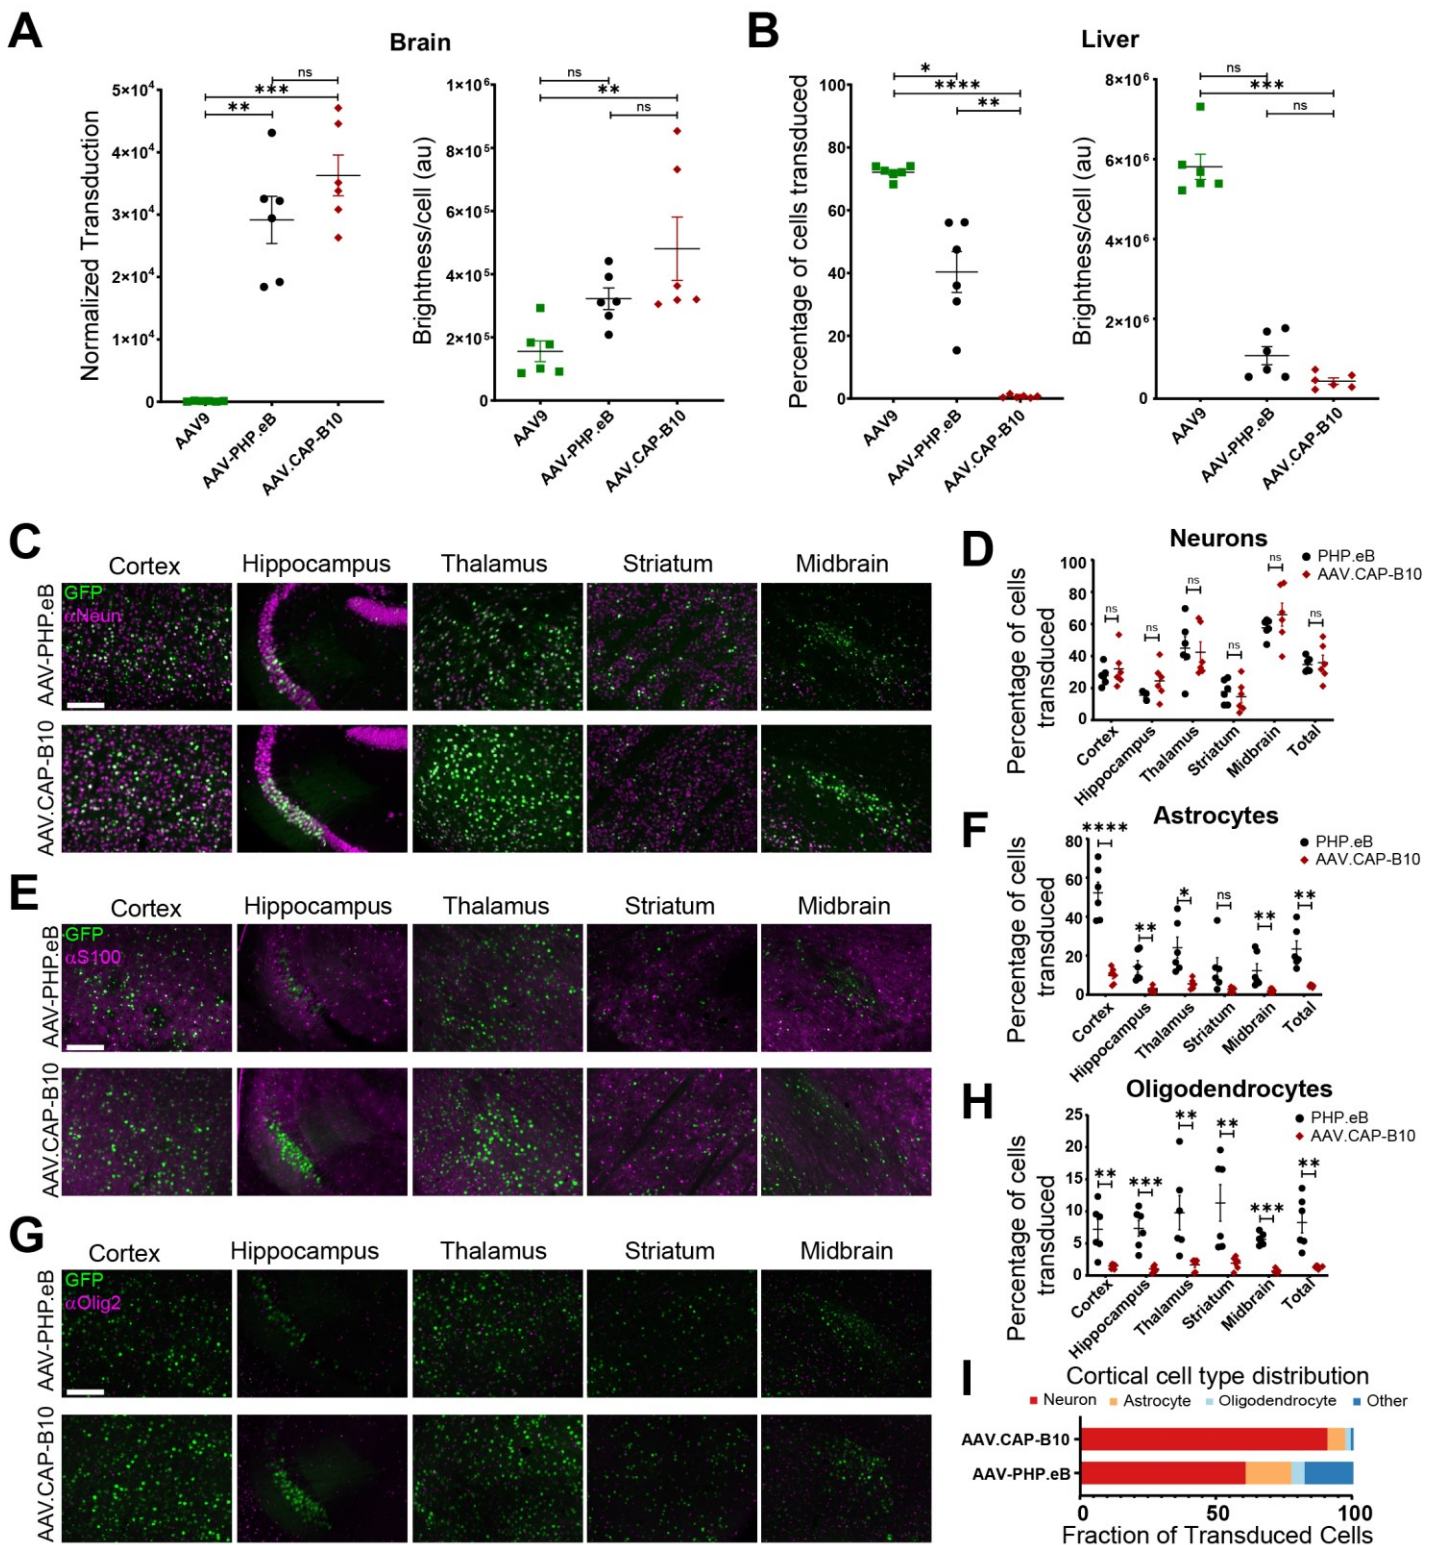 A
Brain
Normalized Transduction
5×10⁴
4×10⁴
3×10⁴
2×10⁴
1×10⁴
0
ns
***
**
AAV9
AAV-PHP.eB
AAV.CAP-B10
Brightness/cell (au)
1×10⁶
8×10⁵
6×10⁵
4×10⁵
2×10⁵
0
ns
**
ns
AAV9
AAV-PHP.eB
AAV.CAP-B10
B
Liver
Percentage of cells transduced
100
80
60
40
20
0
*
****
**
AAV9
AAV-PHP.eB
AAV.CAP-B10
Brightness/cell (au)
8×10⁶
6×10⁶
4×10⁶
2×10⁶
0
ns
***
ns
AAV9
AAV-PHP.eB
AAV.CAP-B10
C
Cortex Hippocampus Thalamus Striatum Midbrain
AAV-PHP.eB
GFP
αNeun
AAV.CAP-B10
D
Neurons
PHP.eB
AAV.CAP-B10
Percentage of cells
transduced
100
80
60
40
20
0
ns ns ns ns ns ns
Cortex Hippocampus Thalamus Striatum Midbrain Total
E
Cortex Hippocampus Thalamus Striatum Midbrain
AAV-PHP.eB
GFP
αS100
AAV.CAP-B10
F
Astrocytes
PHP.eB
AAV.CAP-B10
Percentage of cells
transduced
80
60
40
20
0
**** ** * ns ** **
Cortex Hippocampus Thalamus Striatum Midbrain Total
G
Cortex Hippocampus Thalamus Striatum Midbrain
AAV-PHP.eB
GFP
αOlig2
AAV.CAP-B10
H
Oligodendrocytes
PHP.eB
AAV.CAP-B10
Percentage of cells
transduced
25
20
15
10
5
0
** *** ** ** *** **
Cortex Hippocampus Thalamus Striatum Midbrain Total
I
Cortical cell type distribution
Neuron Astrocyte Oligodendrocyte Other
AAV.CAP-B10
AAV-PHP.eB
0 50 100
Fraction of Transduced Cells